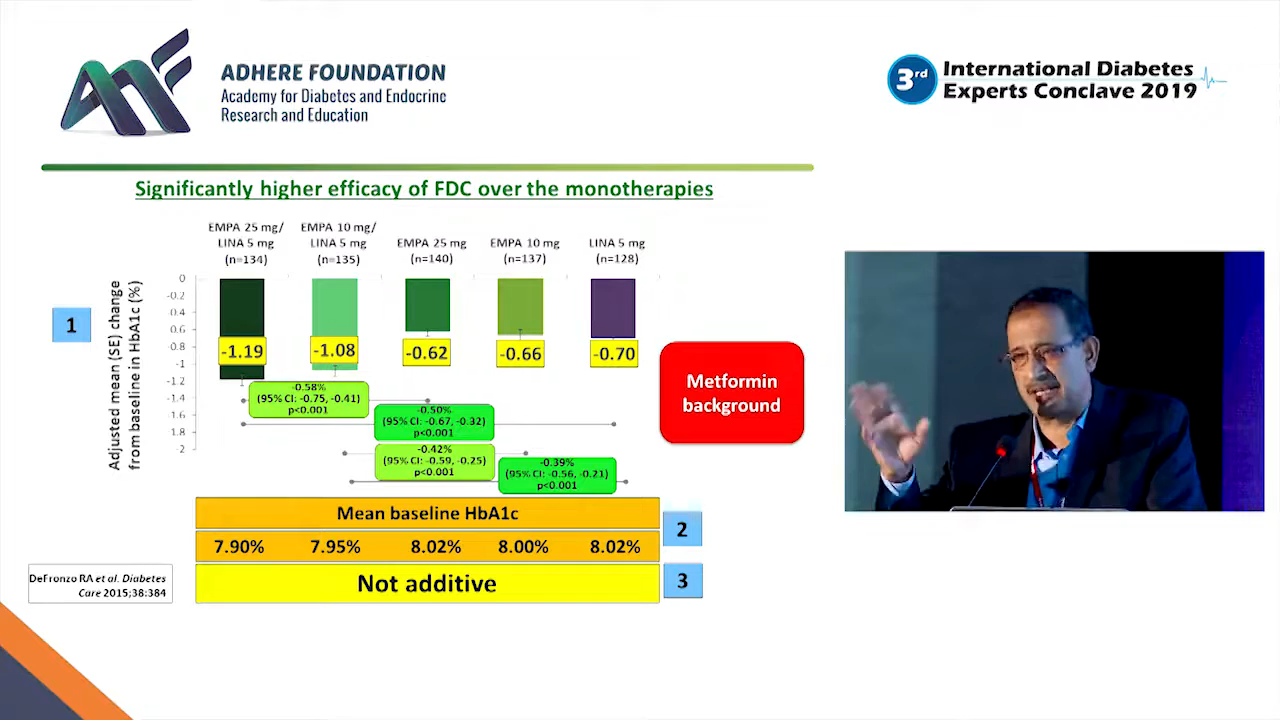 ADHERE FOUNDATION
Academy for Diabetes and Endocrine
Research and Education
3rd International Diabetes
Experts Conclave 2019
Significantly higher efficacy of FDC over the monotherapies
EMPA 25 mg/
LINA 5 mg
(n=134)
EMPA 10 mg/
LINA 5 mg
(n=135)
EMPA 25 mg
(n=140)
EMPA 10 mg
(n=137)
LINA 5 mg
(n=128)
1
Adjusted mean (SE) change
from baseline in HbA1c (%)
0
-0.2
0.4
0.6
-0.8
-1
-1.2
-1.4
1.6
1.8
2
-1.19
-1.08
-0.62
-0.66
-0.70
-0.58%
(95% CI: -0.75, -0.41)
p<0.001
-0.50%
(95% CI: -0.67, -0.32)
p<0.001
-0.42%
(95% CI: -0.59, -0.25)
p<0.001
-0.39%
(95% CI: -0.56, -0.21)
p<0.001
Metformin
background
Mean baseline HbA1c
2
7.90% 7.95% 8.02% 8.00% 8.02%
Not additive
3
DeFronzo RA et al. Diabetes
Care 2015;38:384